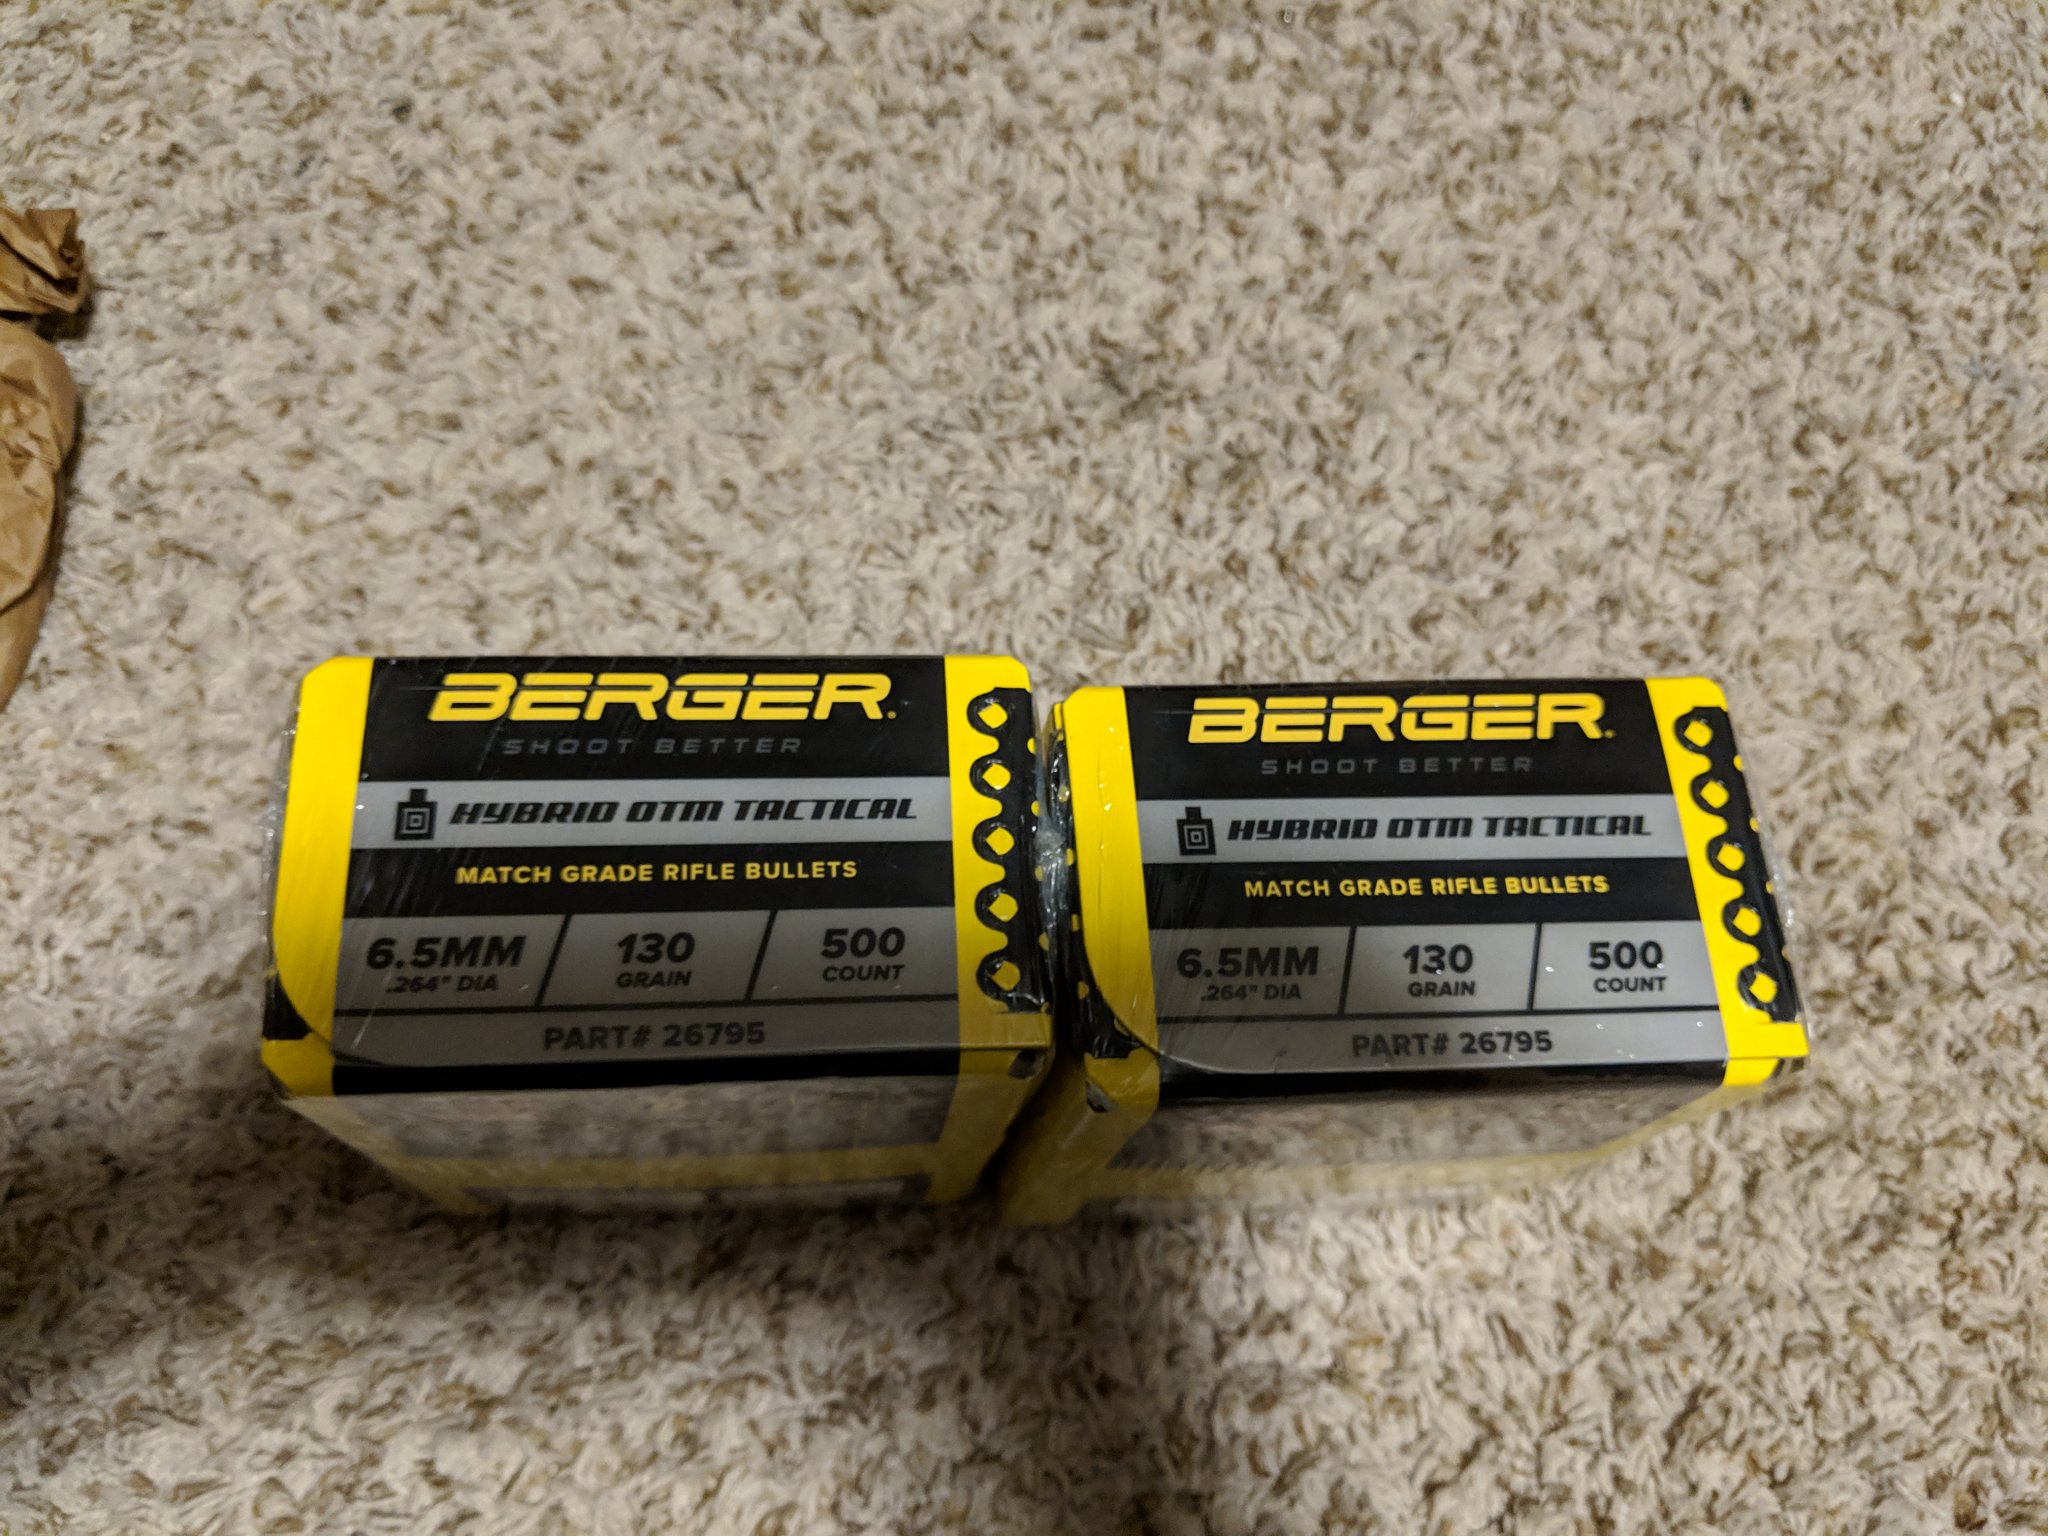 BERGER.
SHOOT BETTER
HYBRID OTM TACTICAL
MATCH GRADE RIFLE BULLETS
6.5MM 130 500
.264" DIA GRAIN COUNT
PART# 26795
BERGER.
SHOOT BETTER
HYBRID OTM TACTICAL
MATCH GRADE RIFLE BULLETS
6.5MM 130 500
.264" DIA GRAIN COUNT
PART# 26795